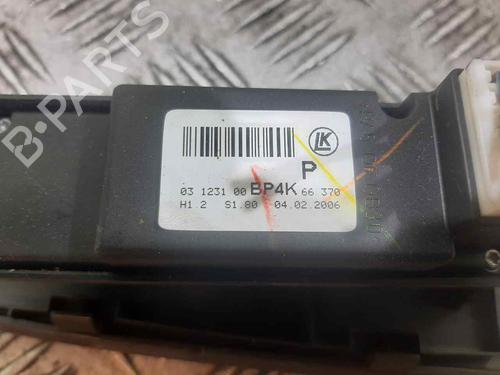 B-PARTS
LK
P
03 1231 00 BP4K 66 370
H1.2 S1.80 04.02.2006